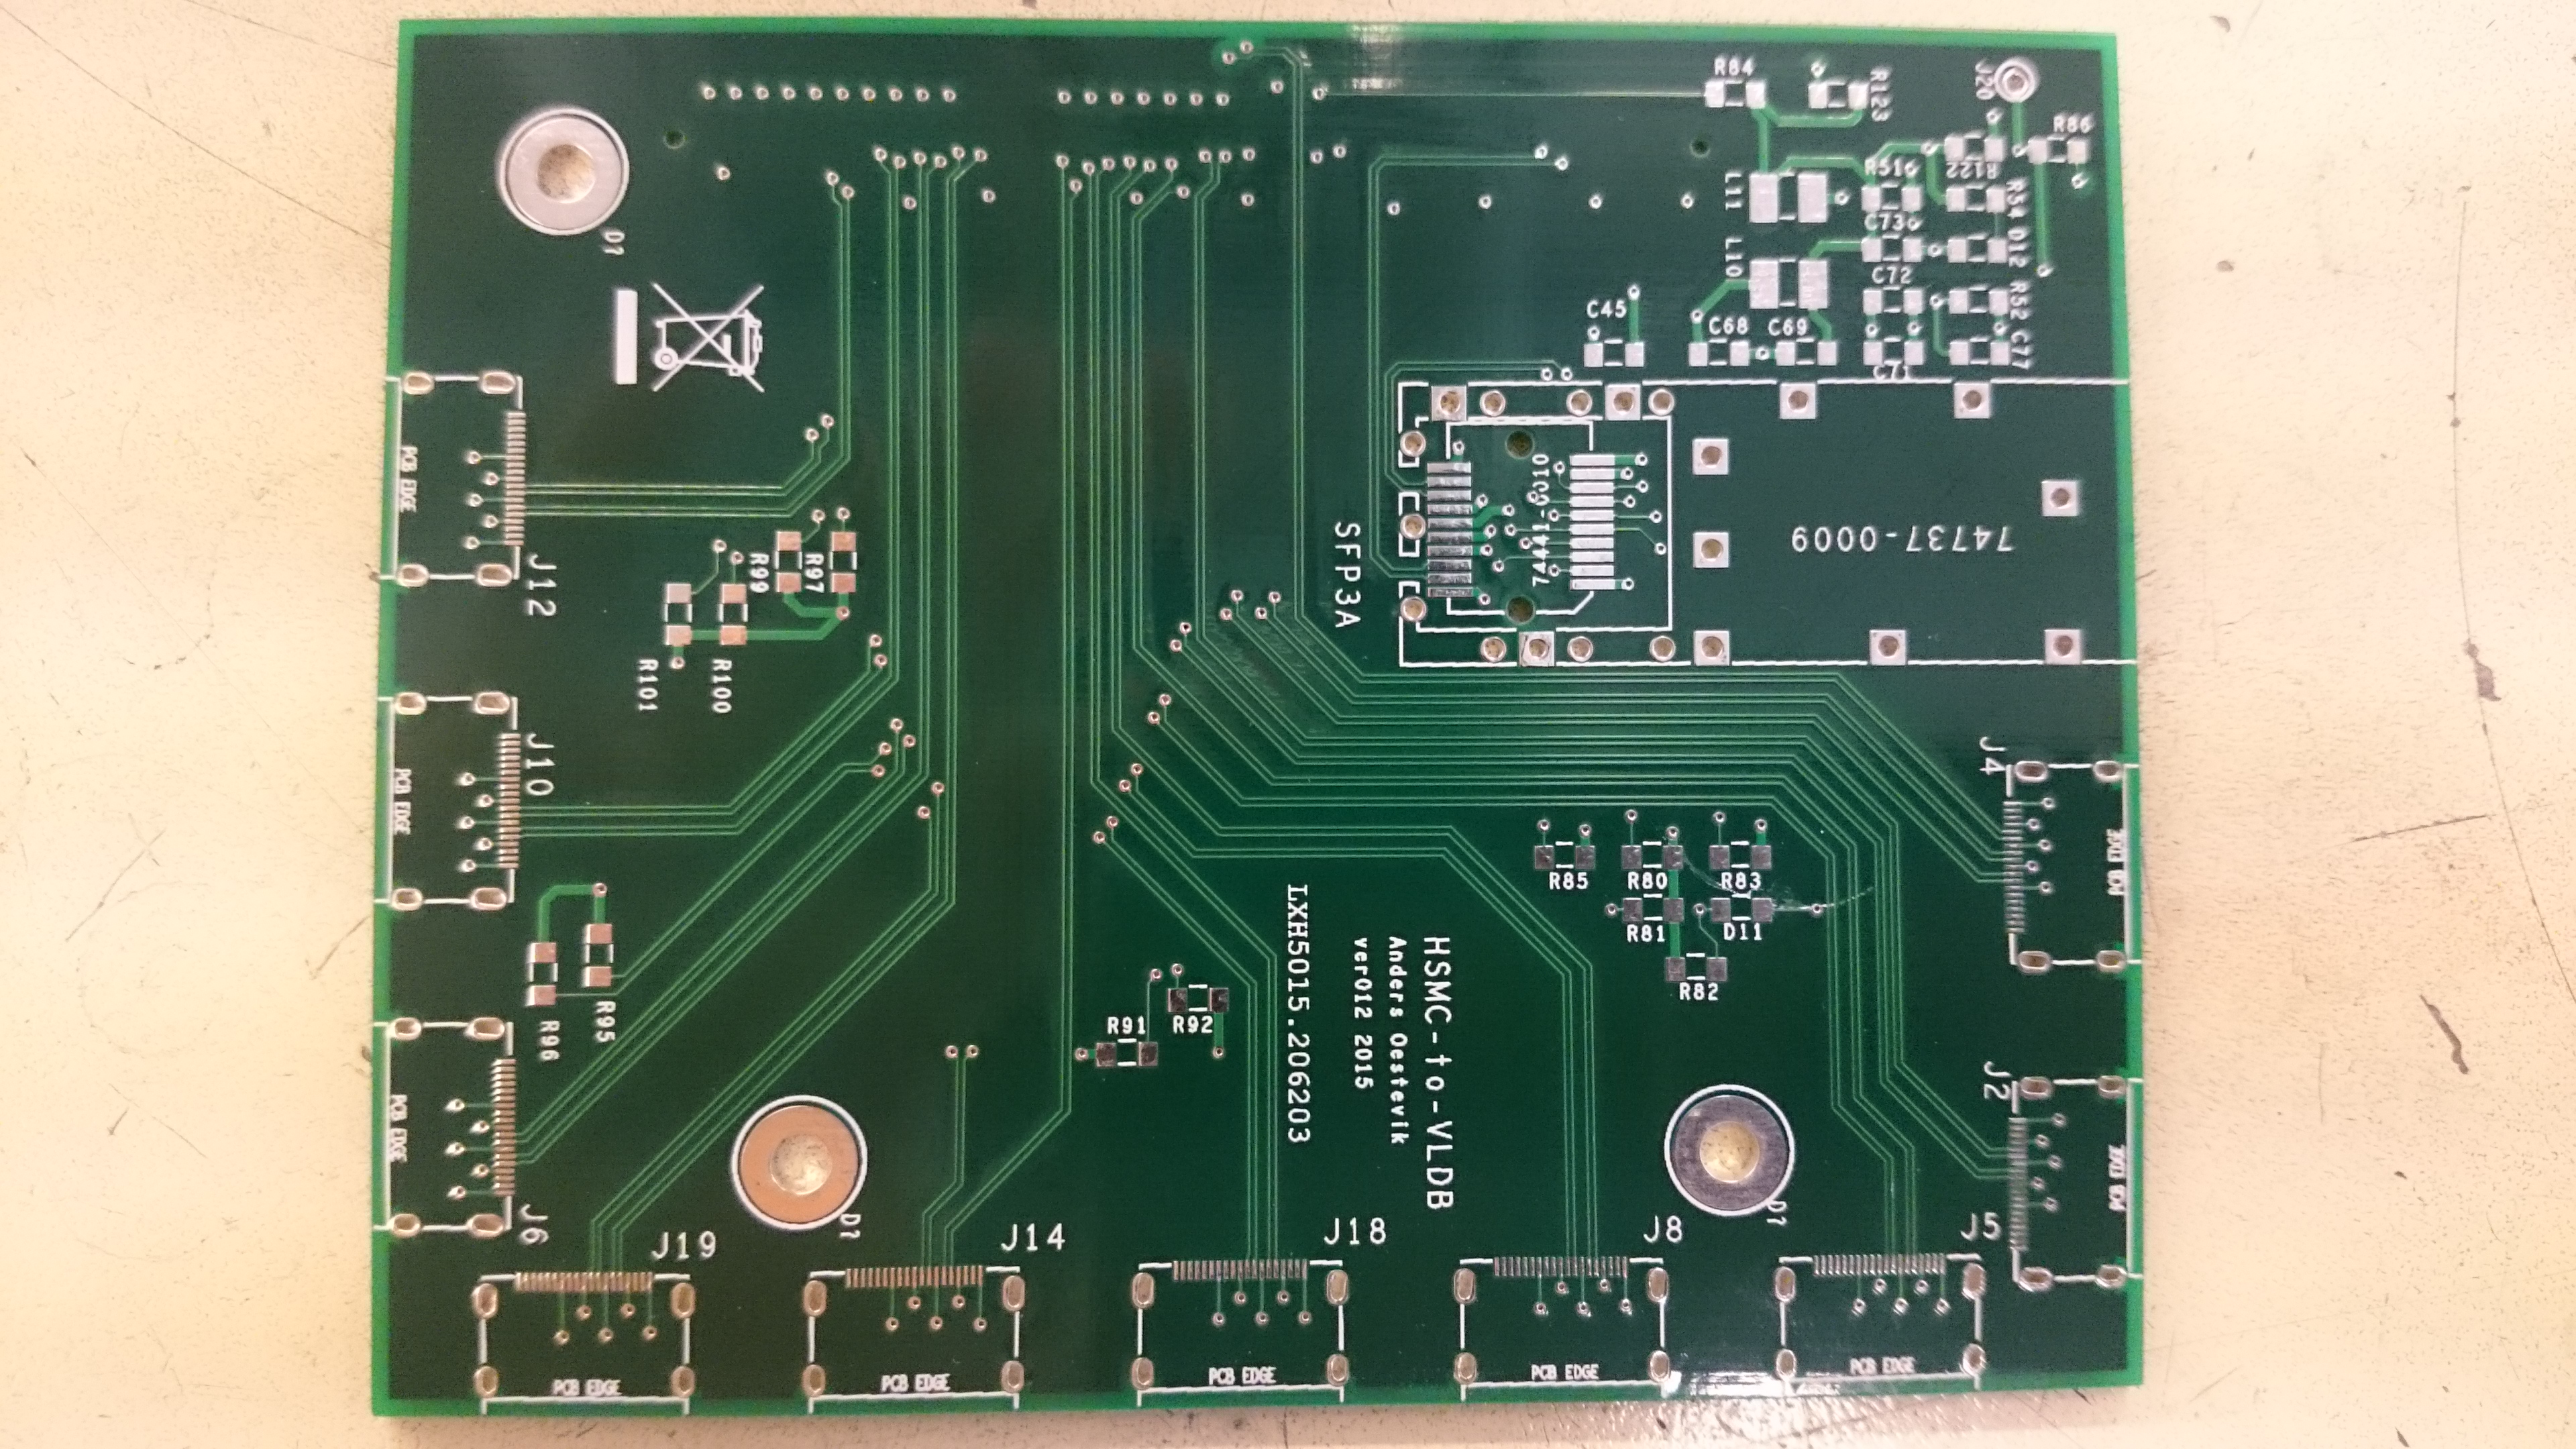 R84
R123
J20
R86
R122
R51
L11
R54
D12
C73
L10
C72
R52
C77
C45
C68
C69
C71
D?
PCB EDGE
J12
R99
R97
R101
R100
SFP3A
74441-0010
74737-0009
PCB EDGE
J10
J4
PCB EDGE
R85
R80
R83
R81
D11
R82
R95
R96
R91
R92
LXH5015.206203
HSMC-to-VLDB
Anders Oestevik
ver012 2015
PCB EDGE
J6
J2
PCB EDGE
D?
D?
J19
J14
J18
J8
J5
PCB EDGE
PCB EDGE
PCB EDGE
PCB EDGE
PCB EDGE